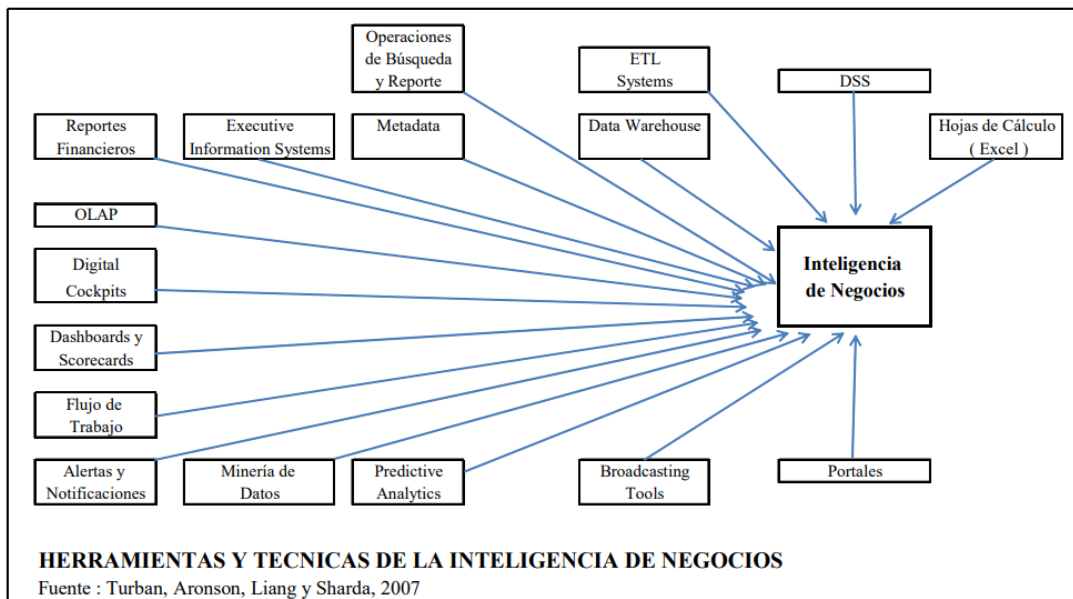 Operaciones
de Búsqueda
y Reporte
ETL
Systems
DSS
Reportes
Financieros
Executive
Information Systems
Metadata
Data Warehouse
Hojas de Cálculo
( Excel )
OLAP
Inteligencia
de Negocios
Digital
Cockpits
Dashboards y
Scorecards
Flujo de
Trabajo
Alertas y
Notificaciones
Minería de
Datos
Predictive
Analytics
Broadcasting
Tools
Portales
HERRAMIENTAS Y TECNICAS DE LA INTELIGENCIA DE NEGOCIOS
Fuente : Turban, Aronson, Liang y Sharda, 2007